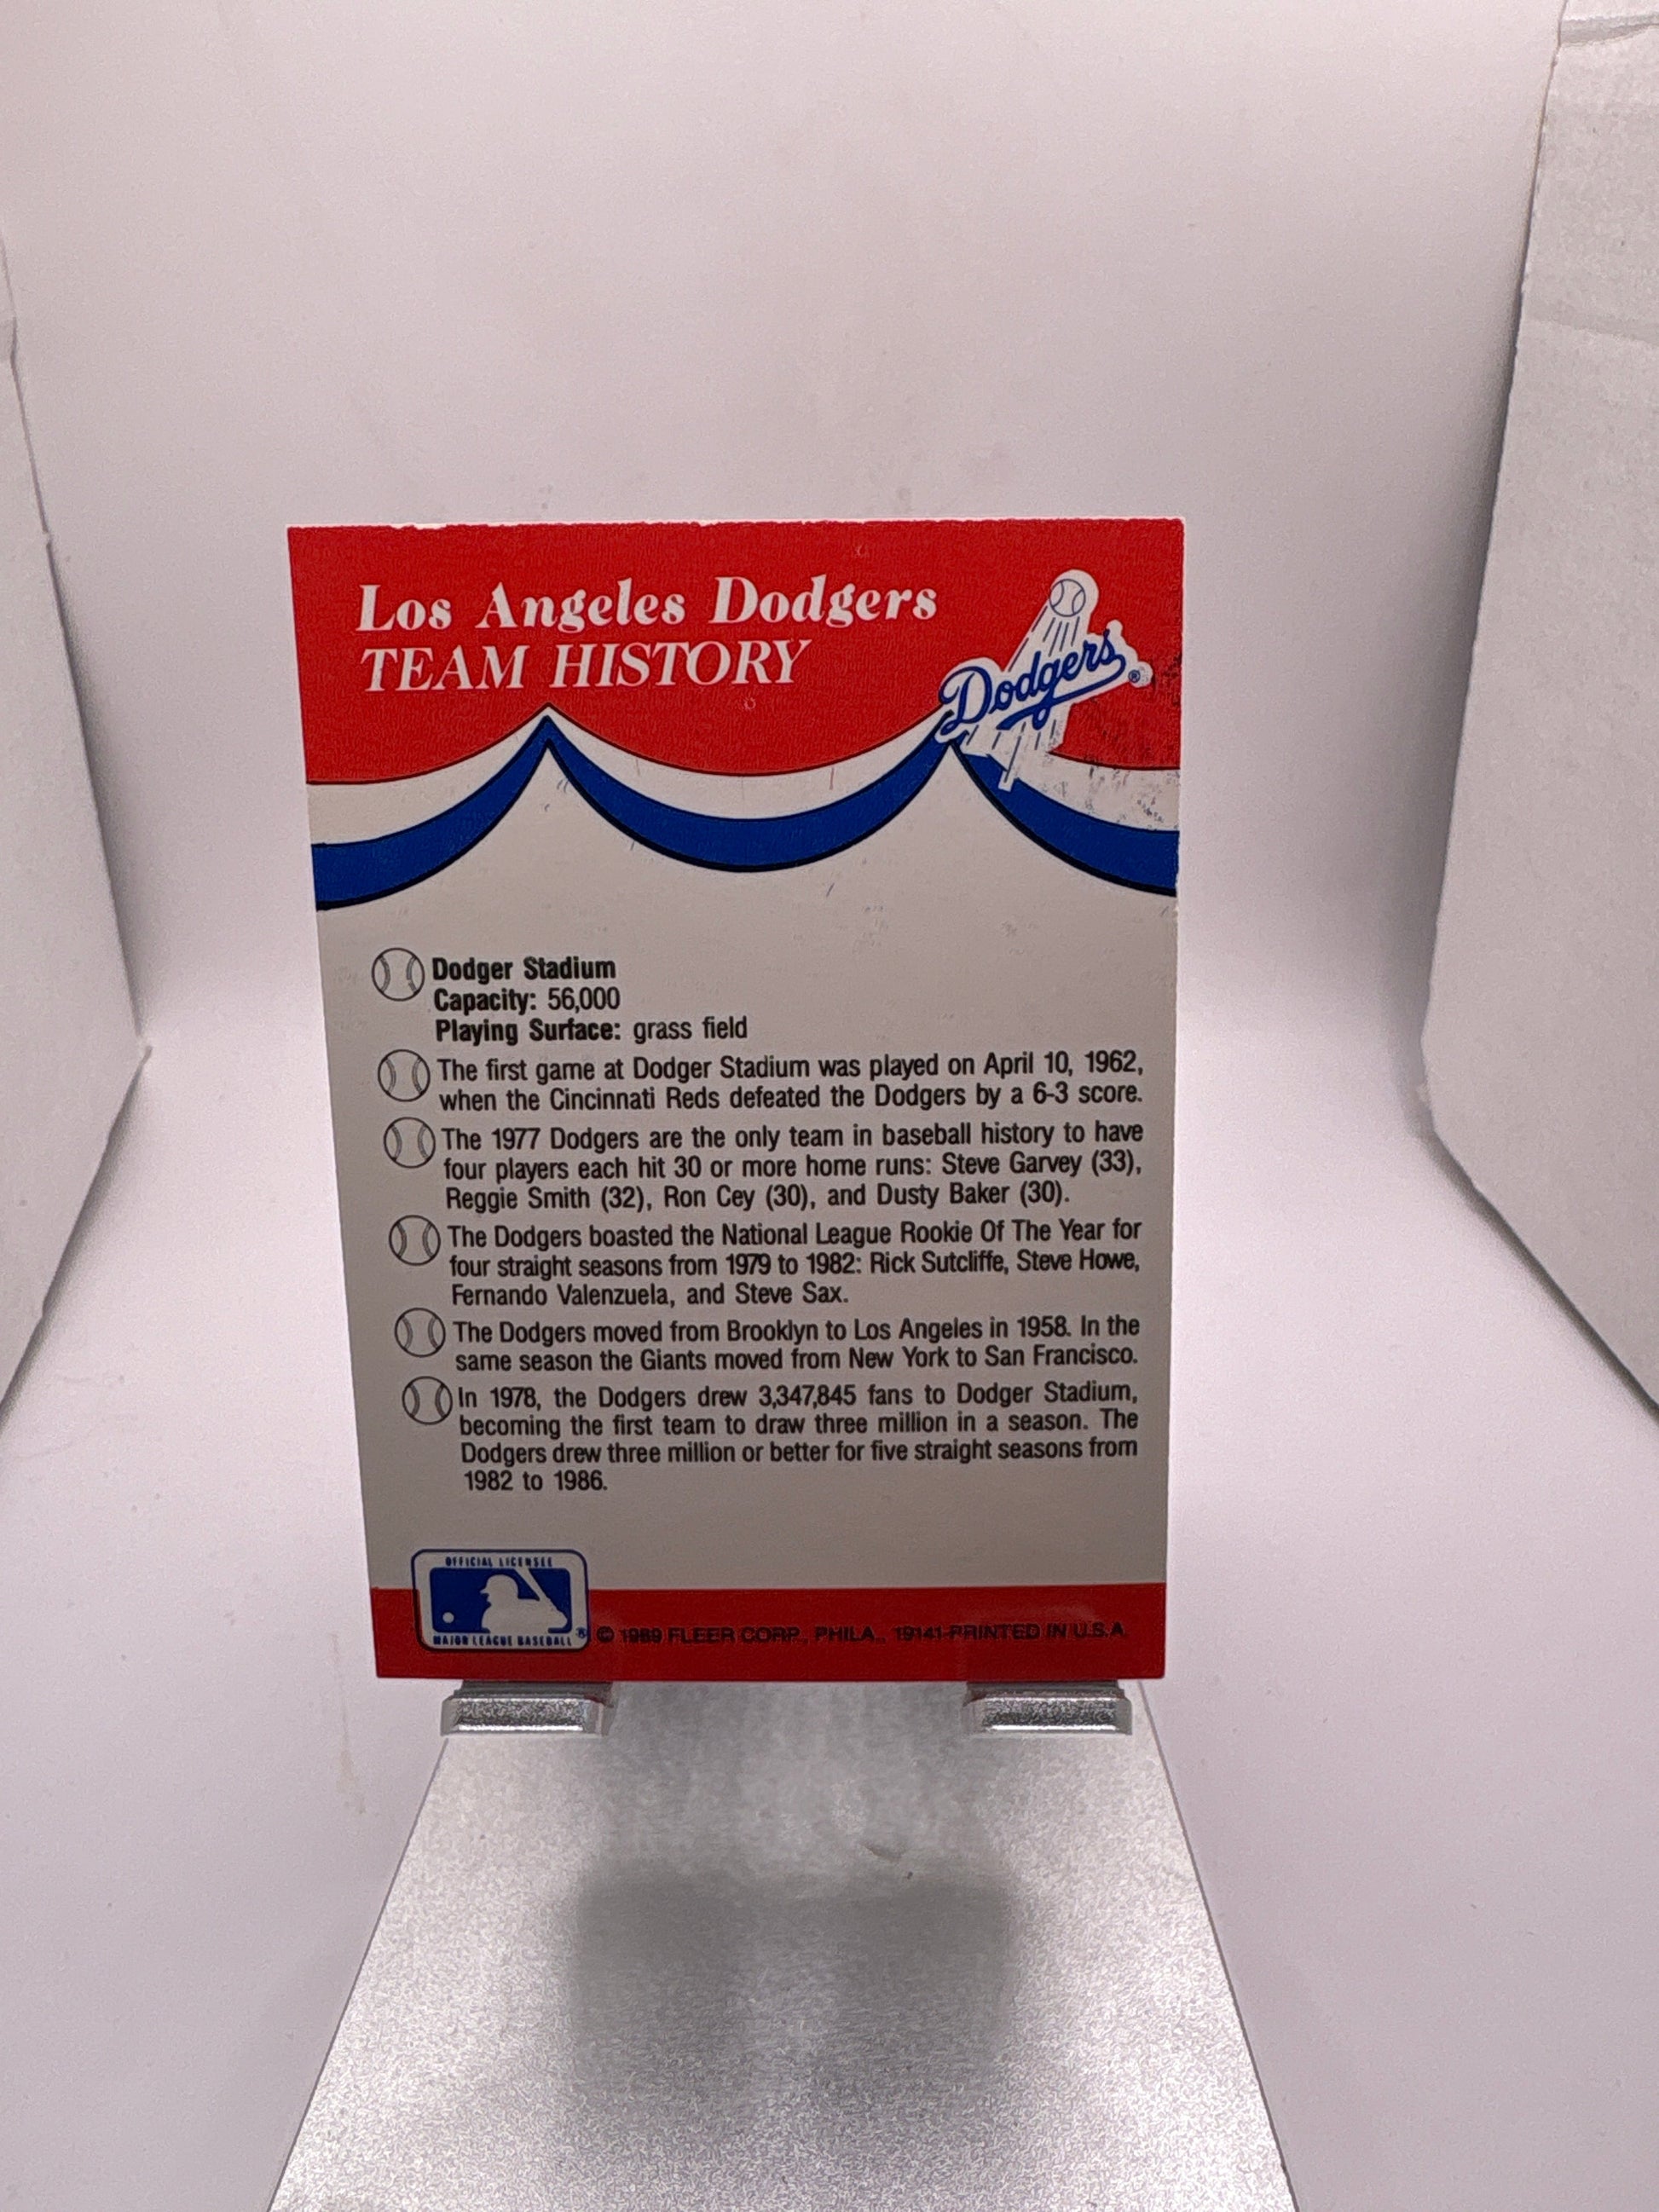 Los Angeles Dodgers
TEAM HISTORY
Dodgers®
Dodger Stadium
Capacity: 56,000
Playing Surface: grass field
The first game at Dodger Stadium was played on April 10, 1962,
when the Cincinnati Reds defeated the Dodgers by a 6-3 score.
The 1977 Dodgers are the only team in baseball history to have
four players each hit 30 or more home runs: Steve Garvey (33),
Reggie Smith (32), Ron Cey (30), and Dusty Baker (30).
The Dodgers boasted the National League Rookie Of The Year for
four straight seasons from 1979 to 1982: Rick Sutcliffe, Steve Howe,
Fernando Valenzuela, and Steve Sax.
The Dodgers moved from Brooklyn to Los Angeles in 1958. In the
same season the Giants moved from New York to San Francisco.
In 1978, the Dodgers drew 3,347,845 fans to Dodger Stadium,
becoming the first team to draw three million in a season. The
Dodgers drew three million or better for five straight seasons from
1982 to 1986.
OFFICIAL LICENSEE
MAJOR LEAGUE BASEBALL®
© 1989 FLEER CORP., PHILA., 19141-PRINTED IN U.S.A.